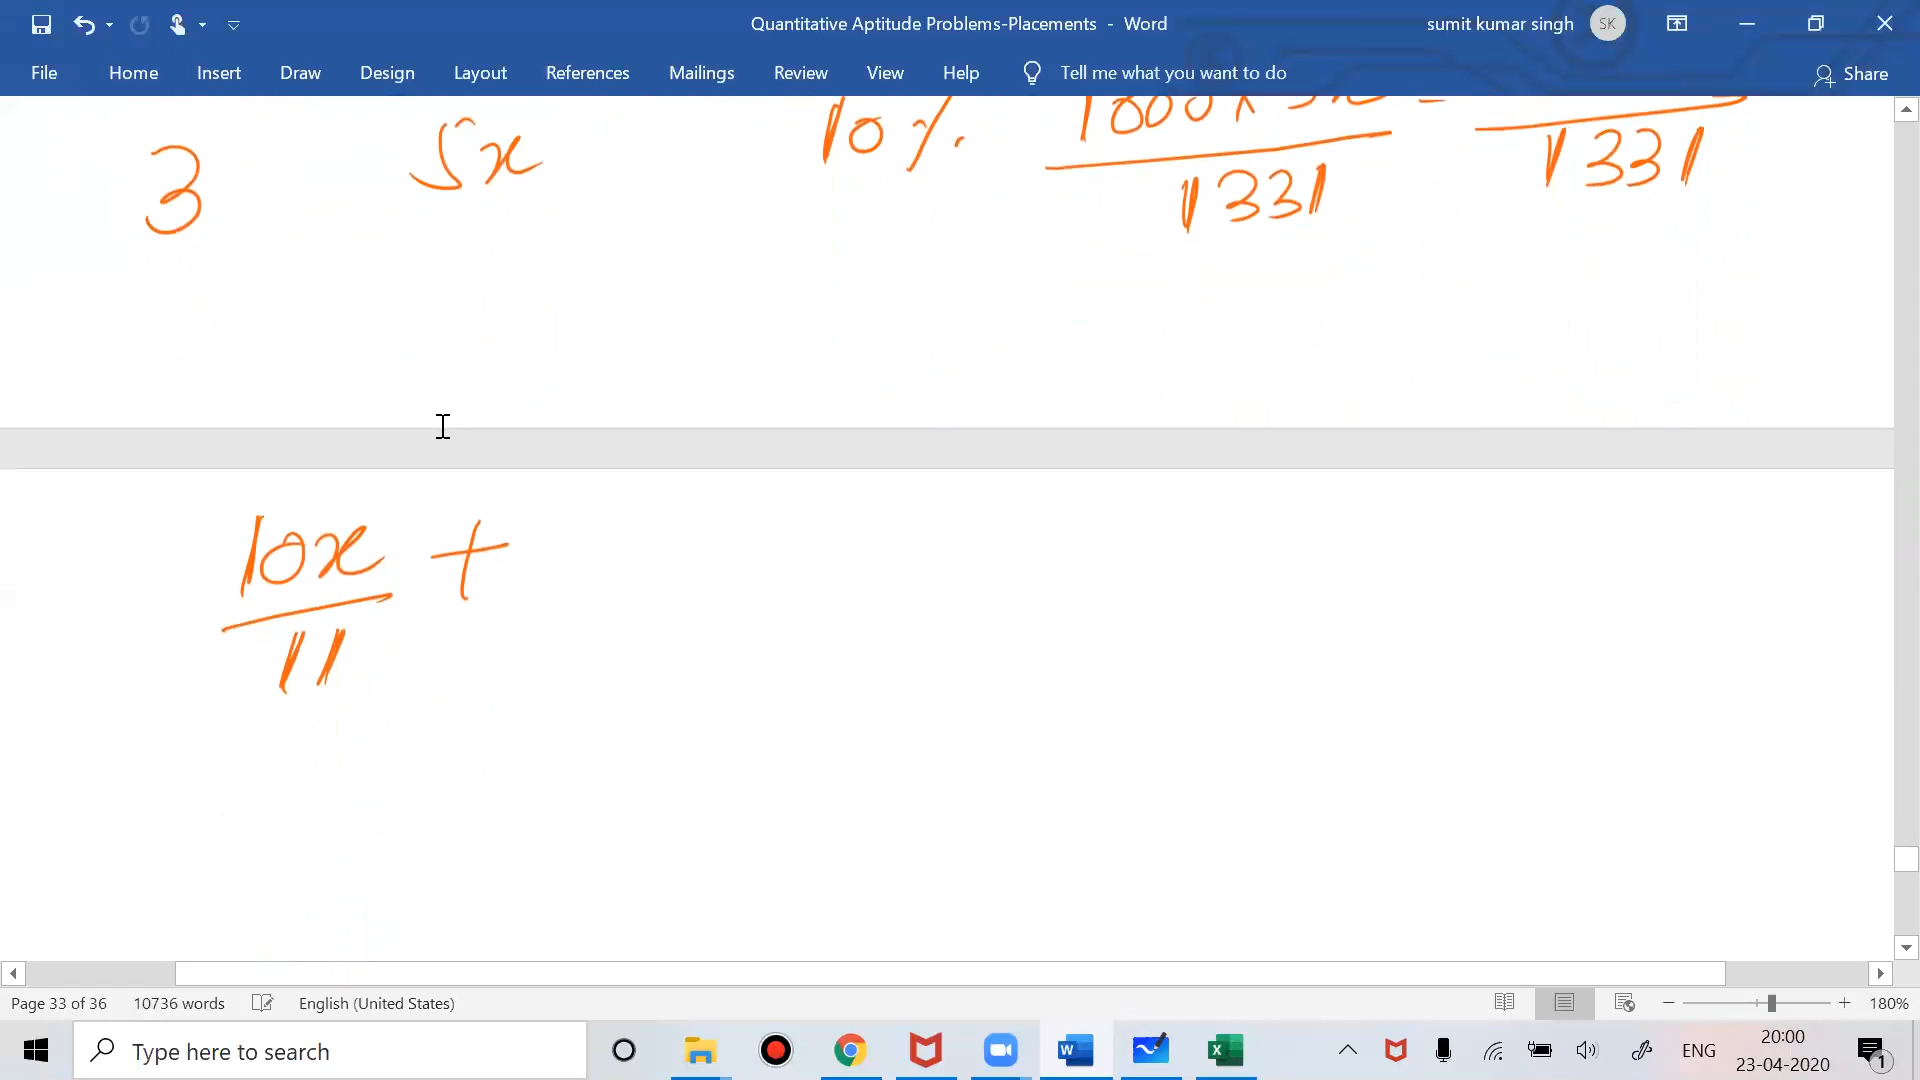 Quantitative Aptitude Problems-Placements - Word
sumit kumar singh SK
File Home Insert Draw Design Layout References Mailings Review View Help Tell me what you want to do Share
3 5x 10%
1331
1331
10x +
11
Page 33 of 36 10736 words English (United States) 180%
Type here to search
ENG
20:00
23-04-2020
1